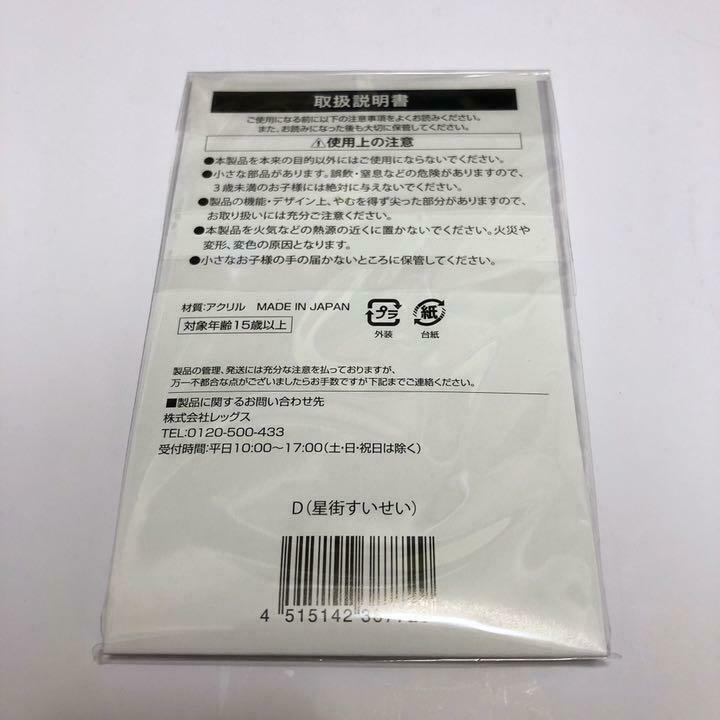 取扱説明書
ご使用になる前に以下の注意事項をよくお読みください。
また、お読みになった後も大切に保管してください。
⚠使用上の注意
●本製品を本来の目的以外にはご使用にならないでください。
●小さな部品があります。誤飲・窒息などの危険がありますので、
3歳未満のお子様には絶対に与えないでください。
●製品の機能・デザイン上、やむを得ず尖った部分がありますので、
お取り扱いには充分ご注意ください。
●本製品を火気などの熱源の近くに置かないでください。火災や
変形、変色の原因となります。
●小さなお子様の手の届かないところに保管してください。
材質:アクリル MADE IN JAPAN
対象年齢15歳以上
プラ
外装
紙
台紙
製品の管理、発送には充分な注意を払っておりますが、
万一不都合な点がございましたらお手数ですが下記までご連絡ください。
■製品に関するお問い合わせ先
株式会社レッグス
TEL:0120-500-433
受付時間:平日10:00〜17:00(土・日・祝日は除く)
D(星街すいせい)
4 515142